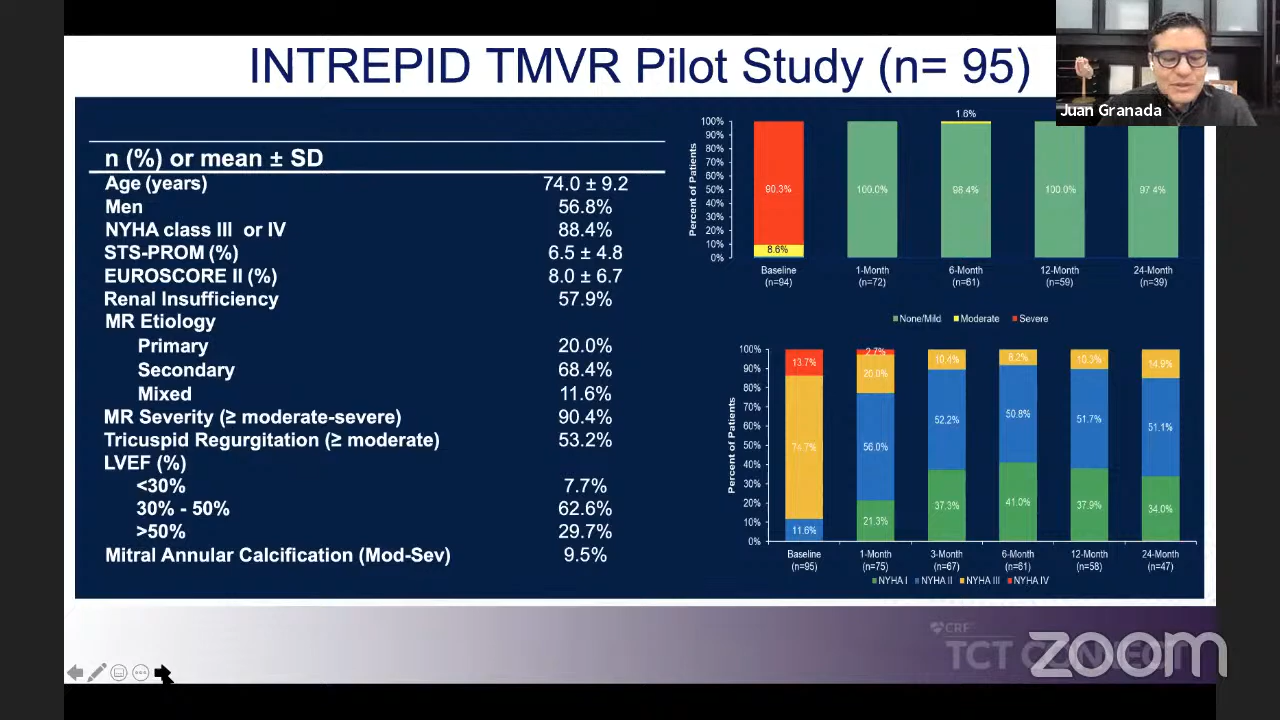 INTREPID TMVR Pilot Study (n= 95)
Juan Granada
n (%) or mean ± SD
Age (years) 74.0 ± 9.2
Men 56.8%
NYHA class III or IV 88.4%
STS-PROM (%) 6.5 ± 4.8
EUROSCORE II (%) 8.0 ± 6.7
Renal Insufficiency 57.9%
MR Etiology
Primary 20.0%
Secondary 68.4%
Mixed 11.6%
MR Severity (≥ moderate-severe) 90.4%
Tricuspid Regurgitation (≥ moderate) 53.2%
LVEF (%)
<30% 7.7%
30% - 50% 62.6%
>50% 29.7%
Mitral Annular Calcification (Mod-Sev) 9.5%
Percent of Patients
100%
90%
80%
70%
60%
50%
40%
30%
20%
10%
0%
1.6%
90.3% 100.0% 98.4% 100.0% 97.4%
8.6%
Baseline 1-Month 6-Month 12-Month 24-Month
(n=94) (n=72) (n=61) (n=59) (n=39)
None/Mild Moderate Severe
Percent of Patients
100%
90%
80%
70%
60%
50%
40%
30%
20%
10%
0%
13.7% 2.7% 10.4% 8.2% 10.3% 14.9%
20.0%
74.7% 56.0% 52.2% 50.8% 51.7% 51.1%
11.6% 21.3% 37.3% 41.0% 37.9% 34.0%
Baseline 1-Month 3-Month 6-Month 12-Month 24-Month
(n=95) (n=75) (n=67) (n=61) (n=58) (n=47)
NYHA I NYHA II NYHA III NYHA IV
CRF
TCT CONNECT
zoom